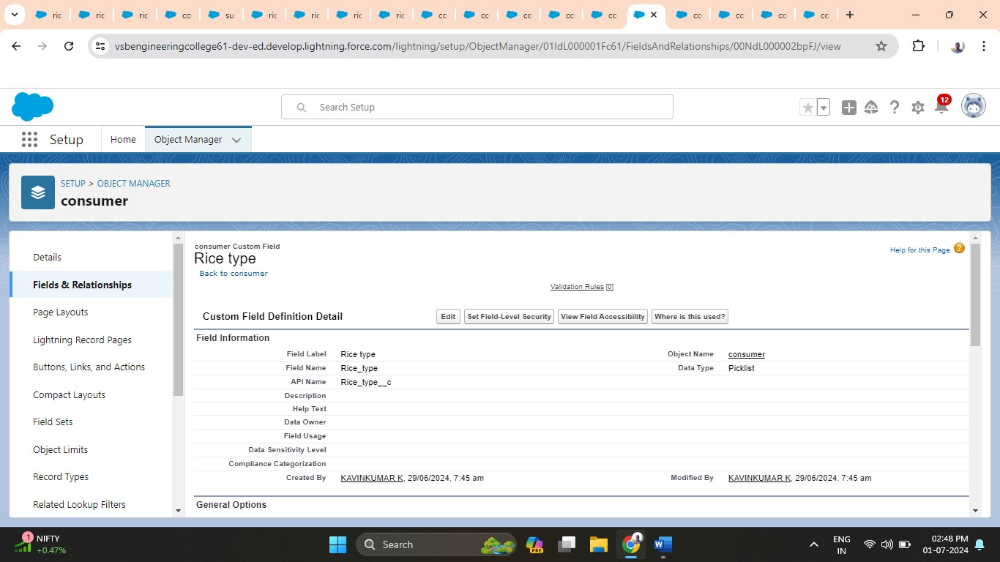 ric
ric
ric
co
su
ric
ric
ric
ric
co
co
co
co
co
co
co
co
co
vsbengineeringcollege61-dev-ed.develop.lightning.force.com/lightning/setup/ObjectManager/01IdL000001Fc61/FieldsAndRelationships/00NdL000002bpFJ/view
Search Setup
12
Setup
Home
Object Manager
SETUP > OBJECT MANAGER
consumer
Details
Fields & Relationships
Page Layouts
Lightning Record Pages
Buttons, Links, and Actions
Compact Layouts
Field Sets
Object Limits
Record Types
Related Lookup Filters
consumer Custom Field
Rice type
Back to consumer
Help for this Page
Validation Rules [0]
Custom Field Definition Detail
Edit
Set Field-Level Security
View Field Accessibility
Where is this used?
Field Information
Field Label Rice type Object Name consumer
Field Name Rice_type Data Type Picklist
API Name Rice_type__c
Description
Help Text
Data Owner
Field Usage
Data Sensitivity Level
Compliance Categorization
Created By KAVINKUMAR K, 29/06/2024, 7:45 am Modified By KAVINKUMAR K, 29/06/2024, 7:45 am
General Options
1
NIFTY
+0.47%
Search
PRE
ENG
IN
02:48 PM
01-07-2024